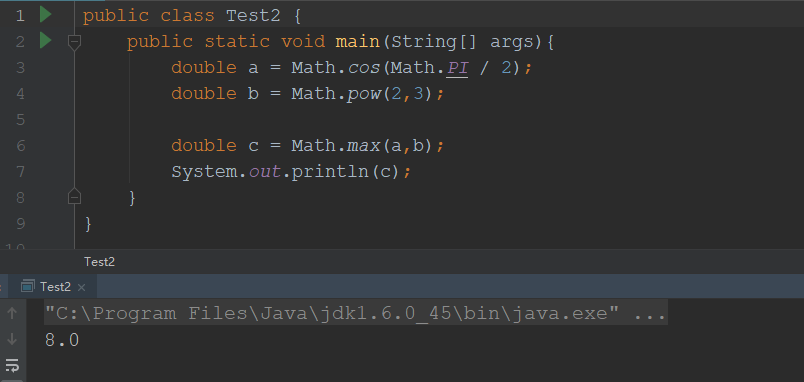 1 public class Test2 {
2 public static void main(String[] args){
3 double a = Math.cos(Math.PI / 2);
4 double b = Math.pow(2,3);
5
6 double c = Math.max(a,b);
7 System.out.println(c);
8 }
9 }
10
Test2
Test2 ×
"C:\Program Files\Java\jdk1.6.0_45\bin\java.exe" ...
8.0